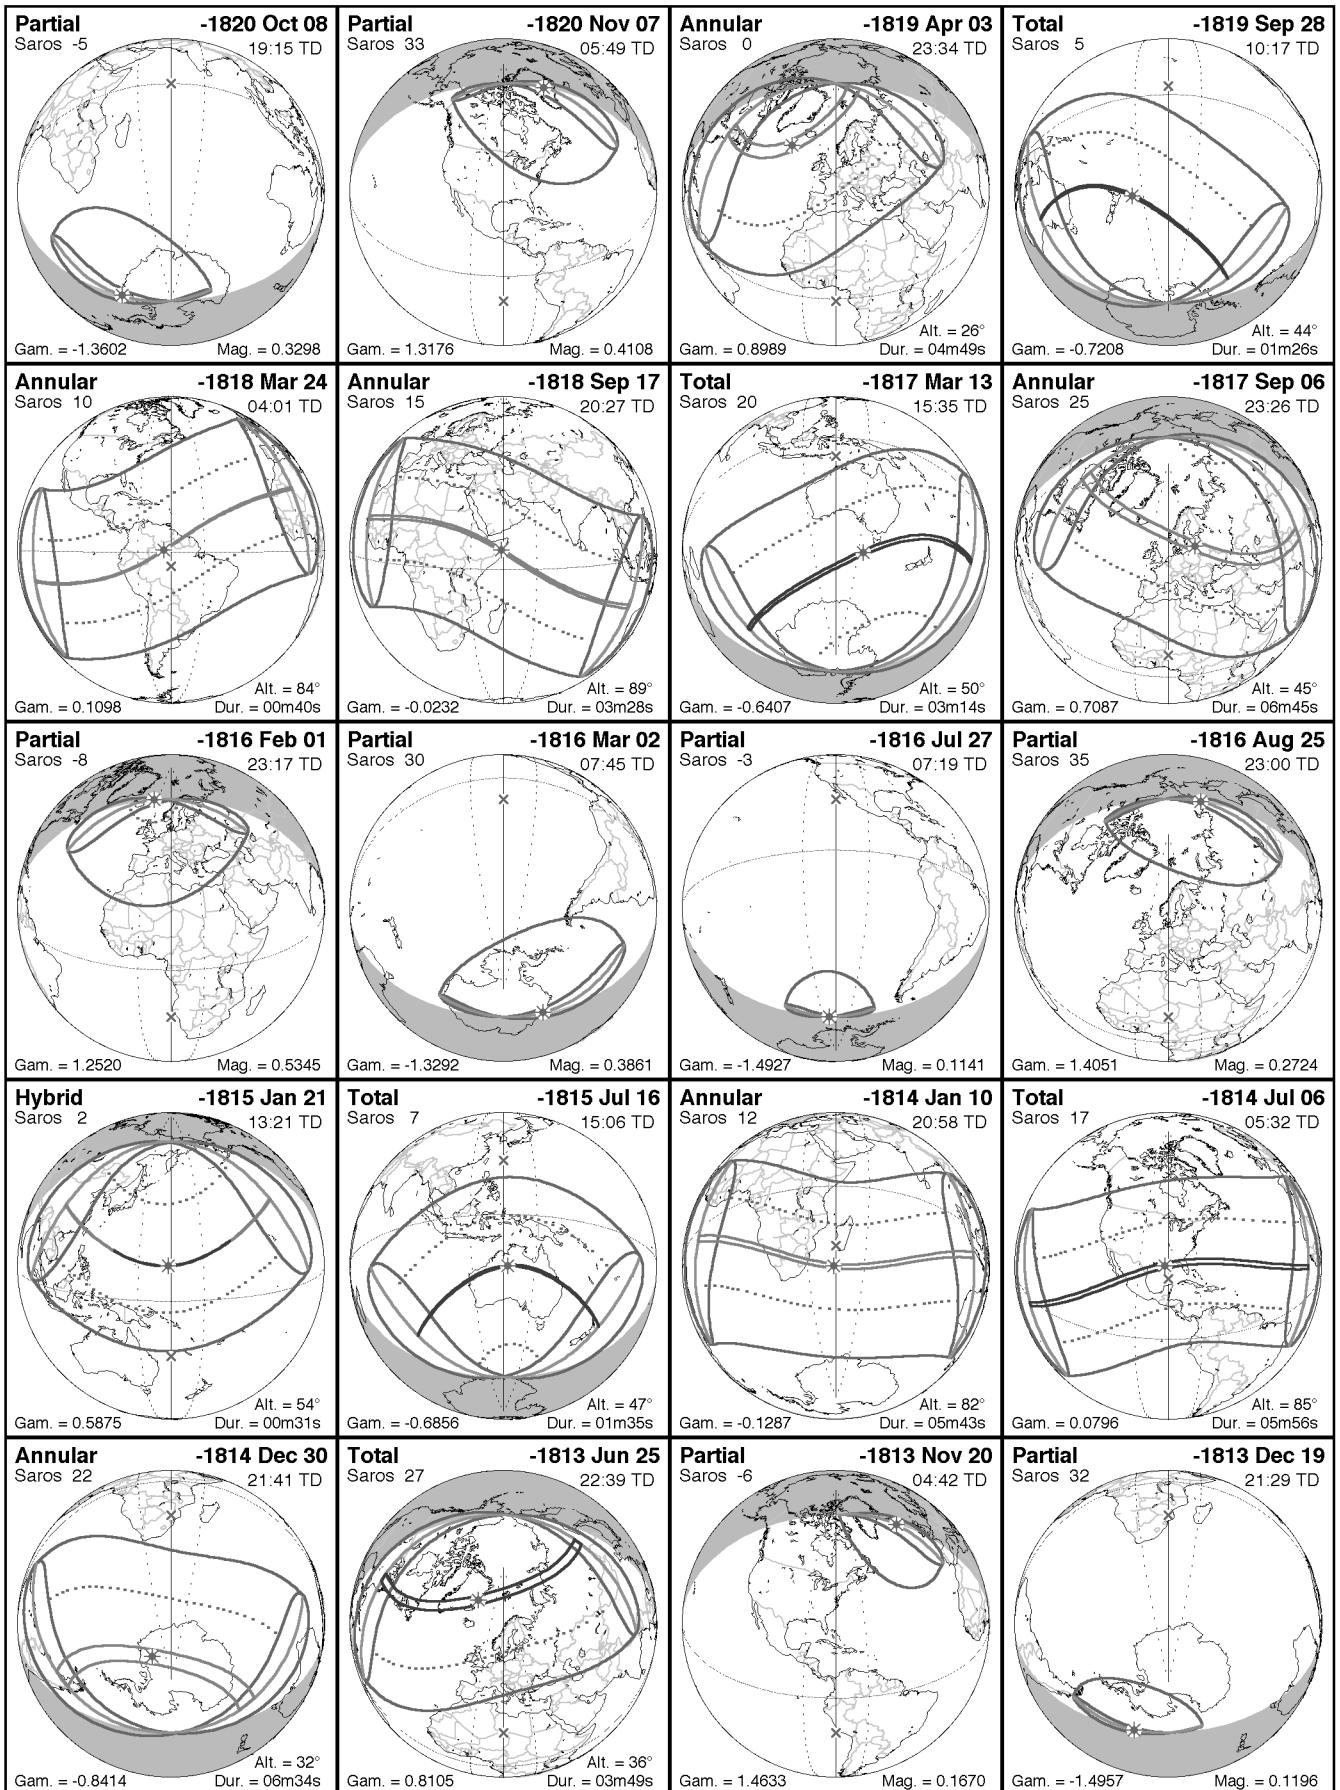 Partial -1820 Oct 08
Saros -5 19:15 TD
Gam. = -1.3602 Mag. = 0.3298
Partial -1820 Nov 07
Saros 33 05:49 TD
Gam. = 1.3176 Mag. = 0.4108
Annular -1819 Apr 03
Saros 0 23:34 TD
Alt. = 26°
Gam. = 0.8989 Dur. = 04m49s
Total -1819 Sep 28
Saros 5 10:17 TD
Alt. = 44°
Gam. = -0.7208 Dur. = 01m26s
Annular -1818 Mar 24
Saros 10 04:01 TD
Alt. = 84°
Gam. = 0.1098 Dur. = 00m40s
Annular -1818 Sep 17
Saros 15 20:27 TD
Alt. = 89°
Gam. = -0.0232 Dur. = 03m28s
Total -1817 Mar 13
Saros 20 15:35 TD
Alt. = 50°
Gam. = -0.6407 Dur. = 03m14s
Annular -1817 Sep 06
Saros 25 23:26 TD
Alt. = 45°
Gam. = 0.7087 Dur. = 06m45s
Partial -1816 Feb 01
Saros -8 23:17 TD
Gam. = 1.2520 Mag. = 0.5345
Partial -1816 Mar 02
Saros 30 07:45 TD
Gam. = -1.3292 Mag. = 0.3861
Partial -1816 Jul 27
Saros -3 07:19 TD
Gam. = -1.4927 Mag. = 0.1141
Partial -1816 Aug 25
Saros 35 23:00 TD
Gam. = 1.4051 Mag. = 0.2724
Hybrid -1815 Jan 21
Saros 2 13:21 TD
Alt. = 54°
Gam. = 0.5875 Dur. = 00m31s
Total -1815 Jul 16
Saros 7 15:06 TD
Alt. = 47°
Gam. = -0.6856 Dur. = 01m35s
Annular -1814 Jan 10
Saros 12 20:58 TD
Alt. = 82°
Gam. = -0.1287 Dur. = 05m43s
Total -1814 Jul 06
Saros 17 05:32 TD
Alt. = 85°
Gam. = 0.0796 Dur. = 05m56s
Annular -1814 Dec 30
Saros 22 21:41 TD
Alt. = 32°
Gam. = -0.8414 Dur. = 06m34s
Total -1813 Jun 25
Saros 27 22:39 TD
Alt. = 36°
Gam. = 0.8105 Dur. = 03m49s
Partial -1813 Nov 20
Saros -6 04:42 TD
Gam. = 1.4633 Mag. = 0.1670
Partial -1813 Dec 19
Saros 32 21:29 TD
Gam. = -1.4957 Mag. = 0.1196